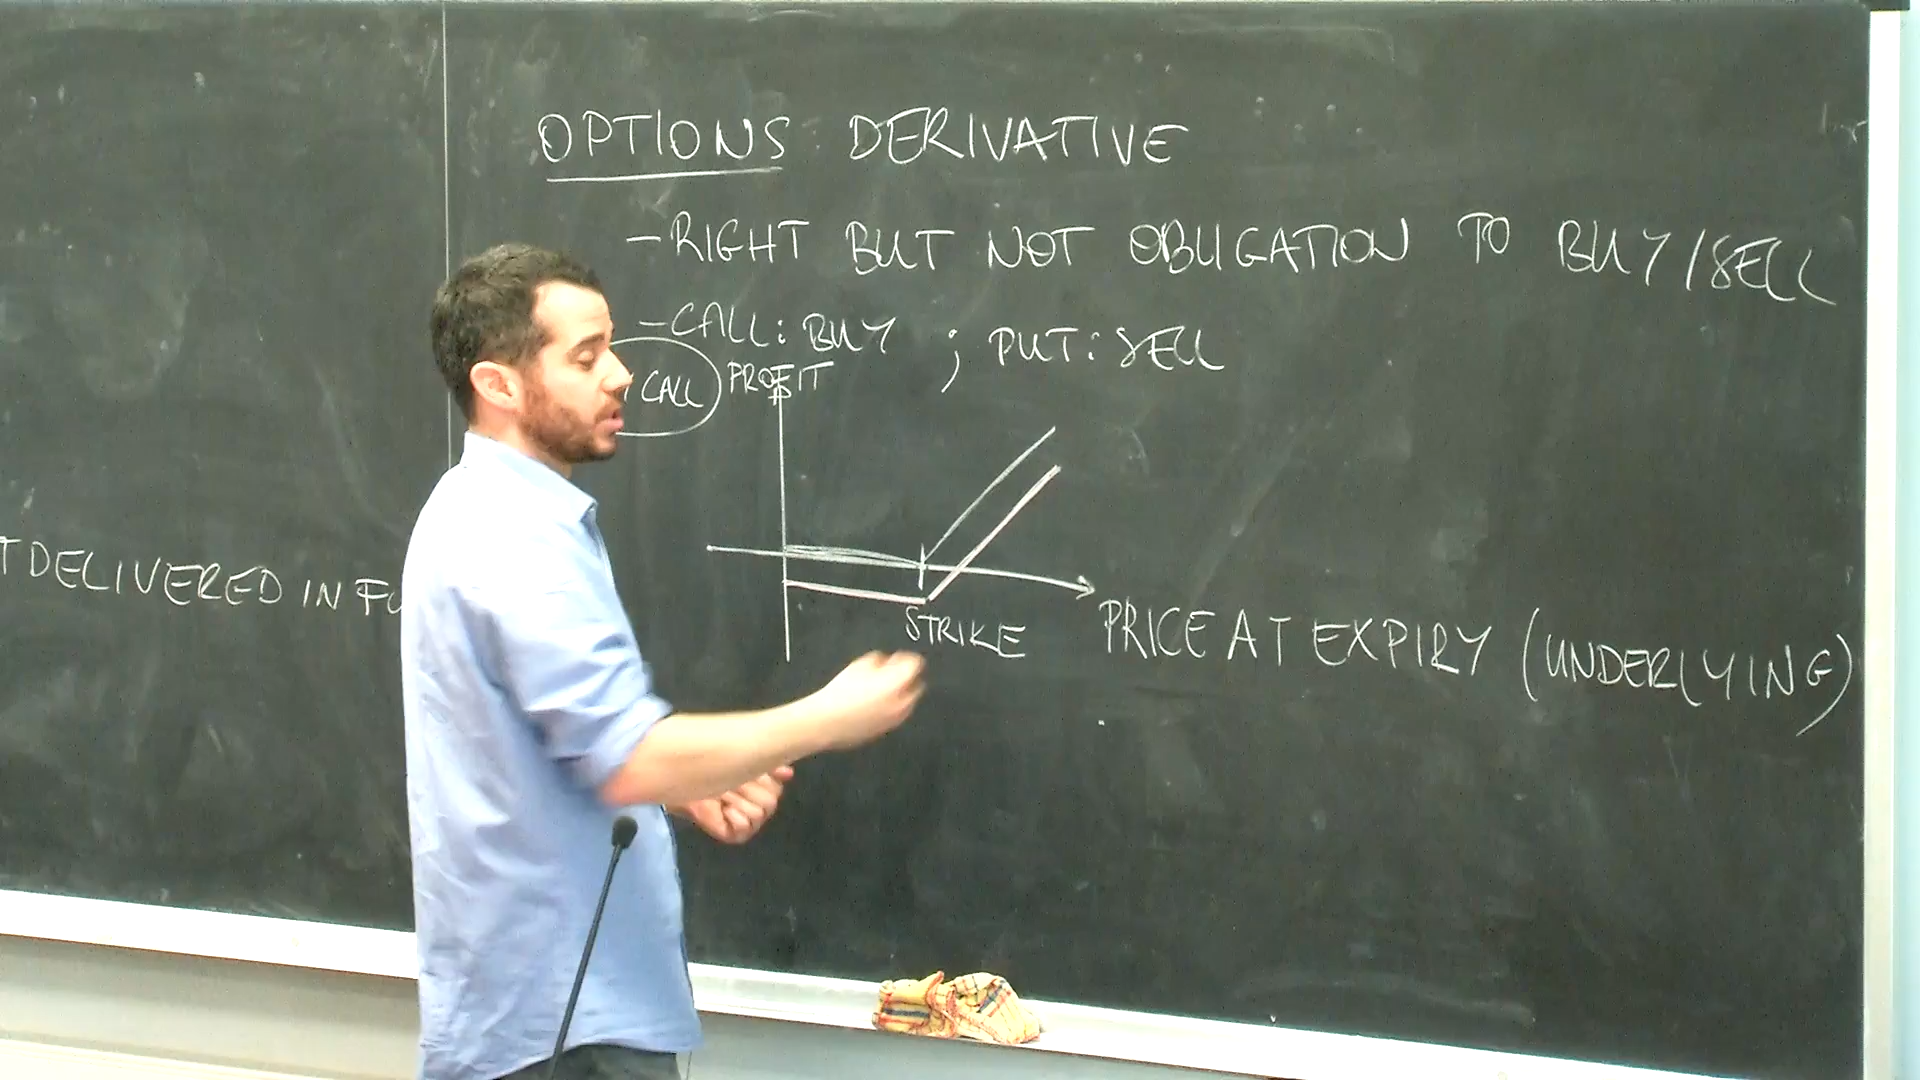 OPTIONS DERIVATIVE
- RIGHT BUT NOT OBLIGATION TO BUY/SELL
- CALL: BUY ; PUT: SELL
CALL PROFIT
T DELIVERED IN
STRIKE
PRICE AT EXPIRY (UNDERLYING)